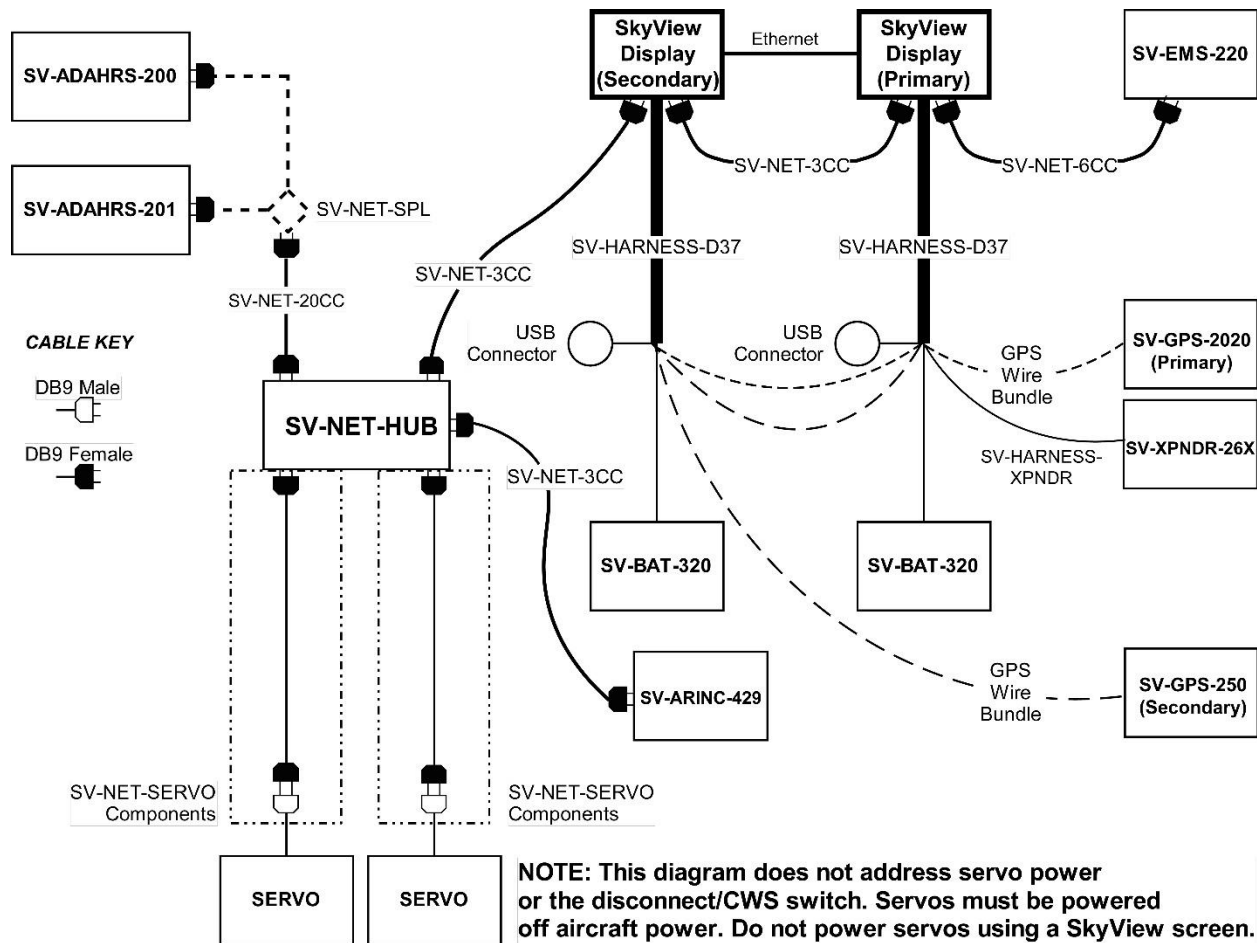 SkyView
Display
(Secondary)
Ethernet
SkyView
Display
(Primary)
SV-EMS-220
SV-ADAHRS-200
SV-ADAHRS-201
SV-NET-SPL
SV-NET-3CC
SV-NET-6CC
SV-HARNESS-D37
SV-HARNESS-D37
SV-NET-3CC
SV-NET-20CC
CABLE KEY
DB9 Male
DB9 Female
USB
Connector
USB
Connector
GPS
Wire
Bundle
SV-GPS-2020
(Primary)
SV-NET-HUB
SV-NET-3CC
SV-HARNESS-
XPNDR
SV-XPNDR-26X
SV-BAT-320
SV-BAT-320
SV-ARINC-429
GPS
Wire
Bundle
SV-GPS-250
(Secondary)
SV-NET-SERVO
Components
SV-NET-SERVO
Components
SERVO
SERVO
NOTE: This diagram does not address servo power
or the disconnect/CWS switch. Servos must be powered
off aircraft power. Do not power servos using a SkyView screen.